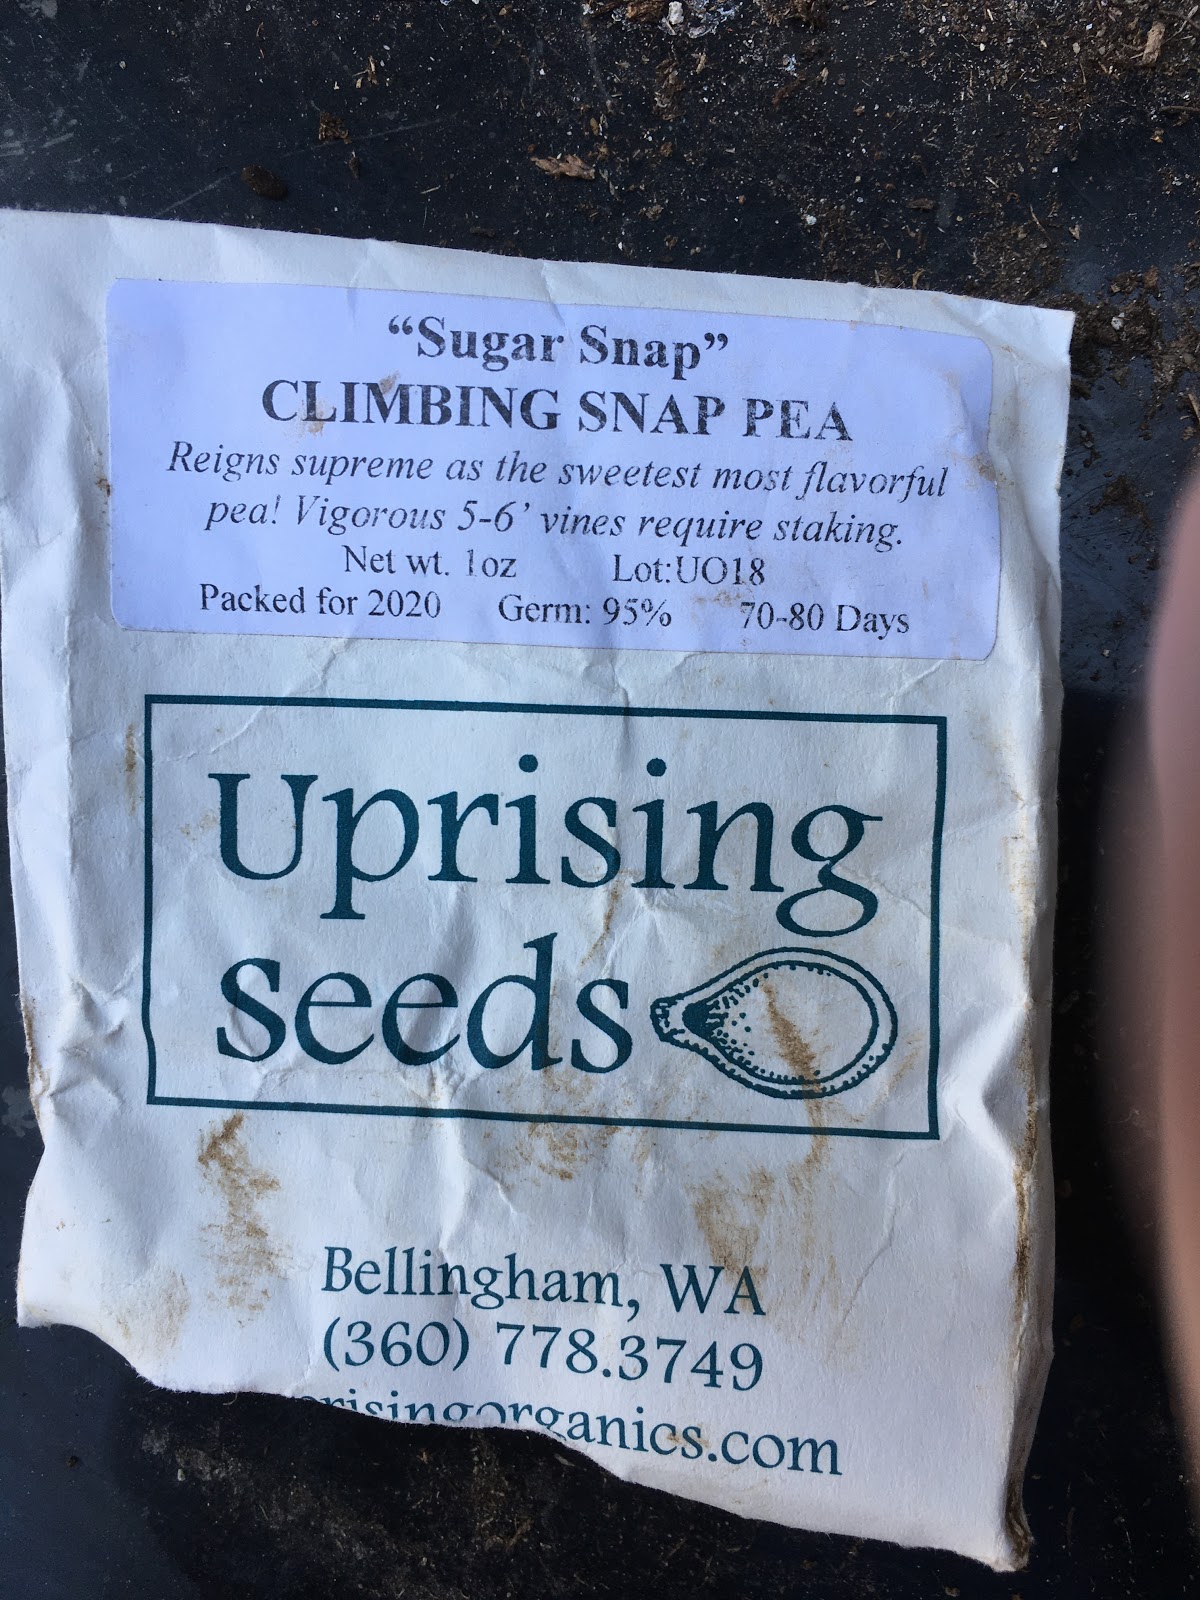 “Sugar Snap”
CLIMBING SNAP PEA
Reigns supreme as the sweetest most flavorful
pea! Vigorous 5-6’ vines require staking.
Net wt. 1oz Lot:UO18
Packed for 2020 Germ: 95% 70-80 Days
Uprising
seeds
Bellingham, WA
(360) 778.3749
risingorganics.com